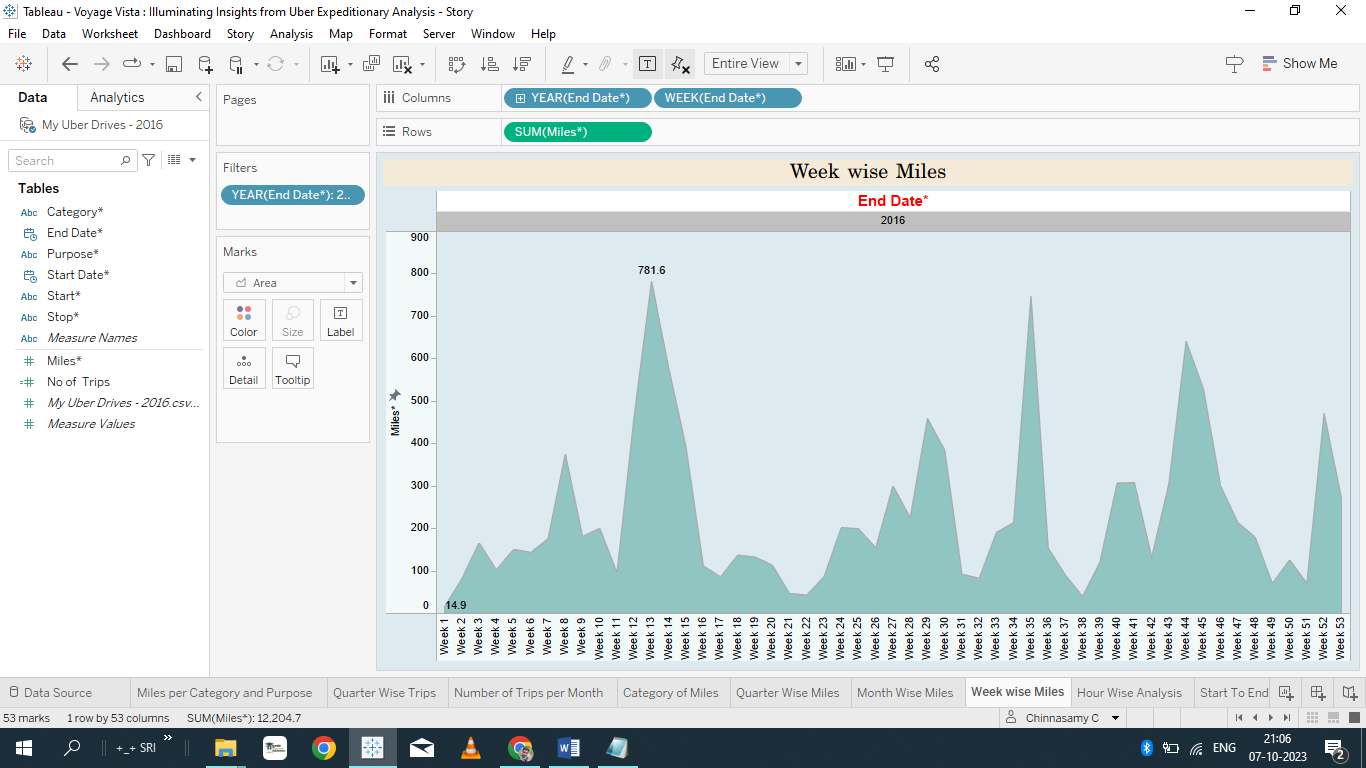 Tableau - Voyage Vista : Illuminating Insights from Uber Expeditionary Analysis - Story
File Data Worksheet Dashboard Story Analysis Map Format Server Window Help
Entire View
Show Me
Data Analytics
My Uber Drives - 2016
Search
Tables
Abc Category*
End Date*
Abc Purpose*
Start Date*
Abc Start*
Abc Stop*
Abc Measure Names
Miles*
No of Trips
My Uber Drives - 2016.csv...
Measure Values
Pages
Filters
YEAR(End Date*): 2..
Marks
Area
Color Size Label
Detail Tooltip
Columns YEAR(End Date*) WEEK(End Date*)
Rows SUM(Miles*)
Week wise Miles
End Date*
2016
Miles*
900
800
700
600
500
400
300
200
100
0
781.6
14.9
Week 1
Week 2
Week 3
Week 4
Week 5
Week 6
Week 7
Week 8
Week 9
Week 10
Week 11
Week 12
Week 13
Week 14
Week 15
Week 16
Week 17
Week 18
Week 19
Week 20
Week 21
Week 22
Week 23
Week 24
Week 25
Week 26
Week 27
Week 28
Week 29
Week 30
Week 31
Week 32
Week 33
Week 34
Week 35
Week 36
Week 37
Week 38
Week 39
Week 40
Week 41
Week 42
Week 43
Week 44
Week 45
Week 46
Week 47
Week 48
Week 49
Week 50
Week 51
Week 52
Week 53
Data Source Miles per Category and Purpose Quarter Wise Trips Number of Trips per Month Category of Miles Quarter Wise Miles Month Wise Miles Week wise Miles Hour Wise Analysis Start To End
53 marks 1 row by 53 columns SUM(Miles*): 12,204.7 Chinnasamy C
+_+ SRI ENG 21:06
07-10-2023 2